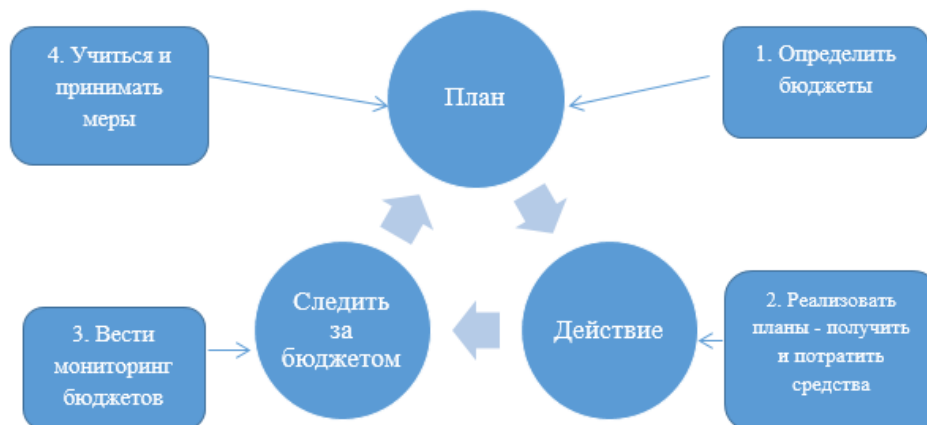 4. Учиться и
принимать
меры
План
1. Определить
бюджеты
Следить
за
бюджетом
Действие
3. Вести
мониторинг
бюджетов
2. Реализовать
планы - получить
и потратить
средства